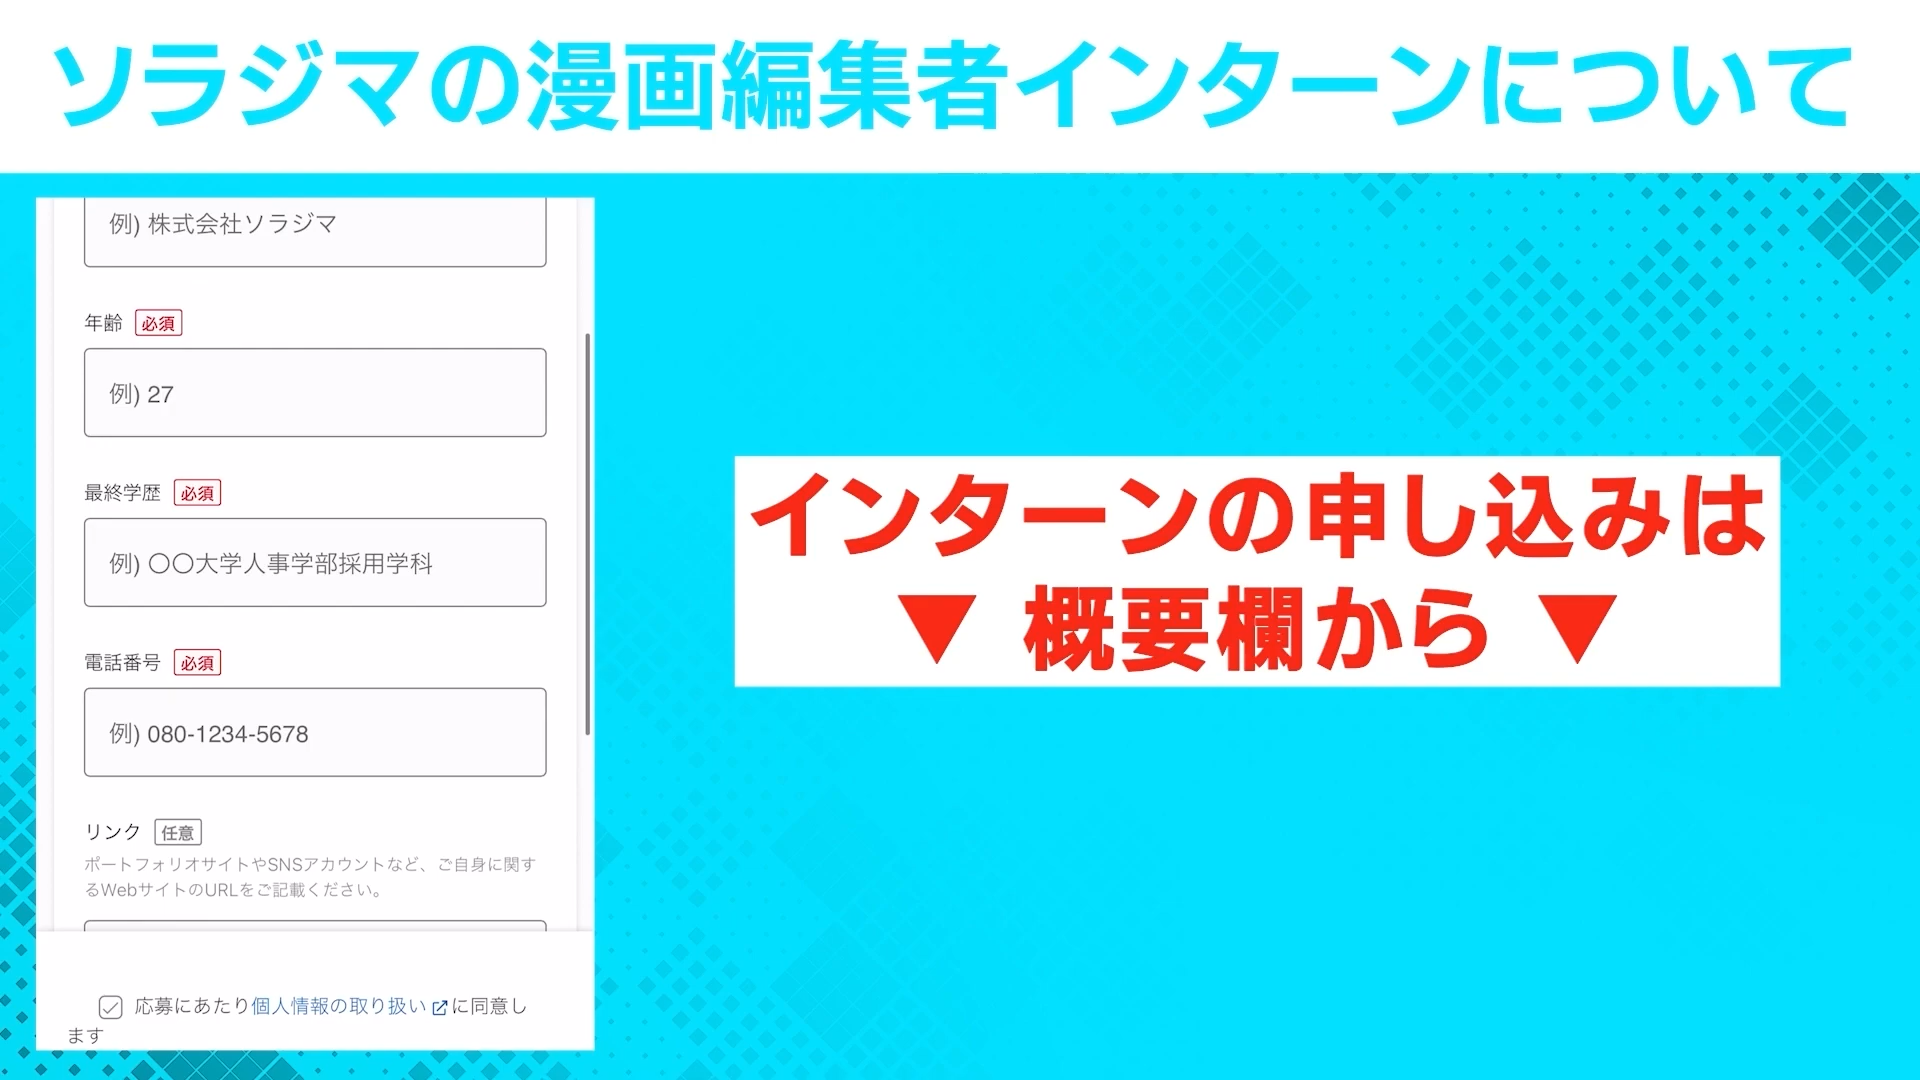 ソラジマの漫画編集者インターンについて
例) 株式会社ソラジマ
年齢 必須
例) 27
最終学歴 必須
例) 〇〇大学人事学部採用学科
電話番号 必須
例) 080-1234-5678
リンク 任意
ポートフォリオサイトやSNSアカウントなど、ご自身に関す
るWebサイトのURLをご記載ください。
応募にあたり個人情報の取り扱いに同意し
ます
インターンの申し込みは
▼ 概要欄から ▼